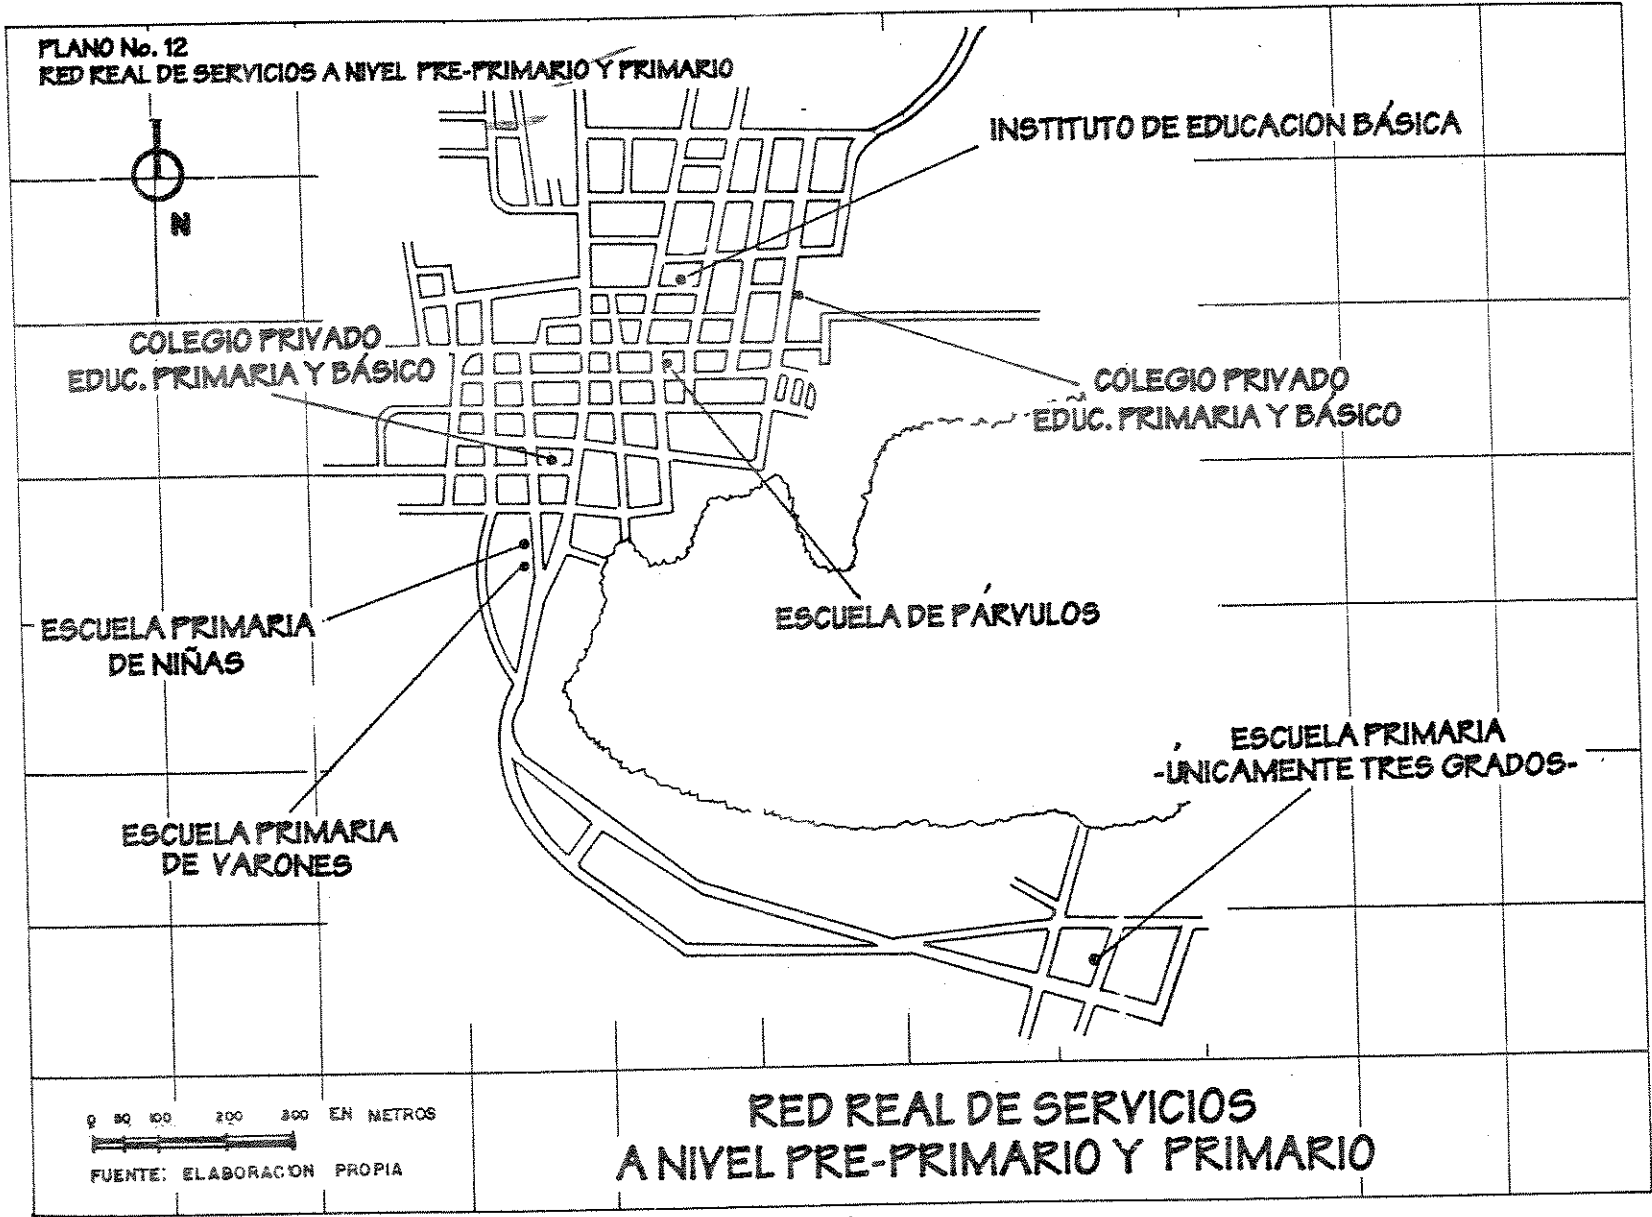 PLANO No. 12
RED REAL DE SERVICIOS A NIVEL PRE-PRIMARIO Y PRIMARIO
N
INSTITUTO DE EDUCACION BÁSICA
COLEGIO PRIVADO
EDUC. PRIMARIA Y BÁSICO
COLEGIO PRIVADO
EDUC. PRIMARIA Y BÁSICO
ESCUELA DE PÁRVULOS
ESCUELA PRIMARIA
DE NIÑAS
ESCUELA PRIMARIA
-ÚNICAMENTE TRES GRADOS-
ESCUELA PRIMARIA
DE VARONES
0 50 100 200 300 EN METROS
FUENTE: ELABORACION PROPIA
RED REAL DE SERVICIOS
A NIVEL PRE-PRIMARIO Y PRIMARIO